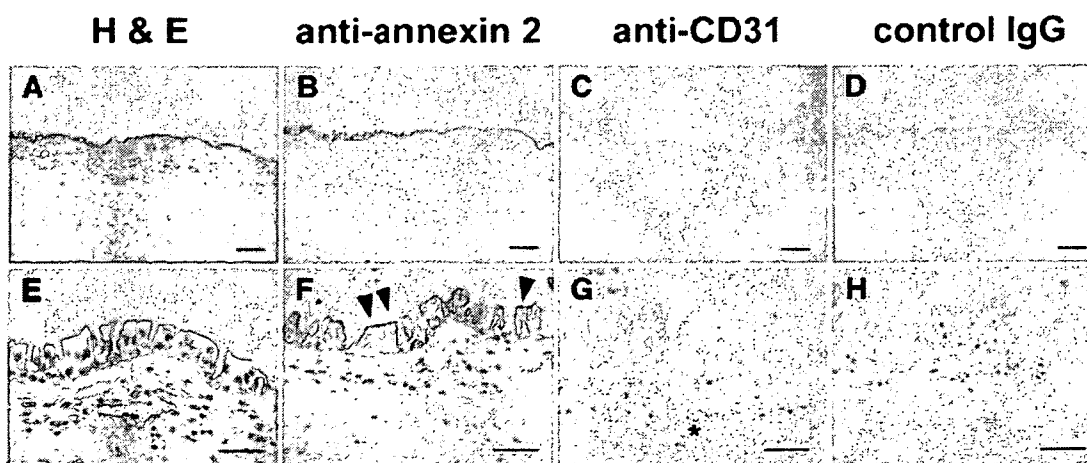 H & E anti-annexin 2 anti-CD31 control IgG
A B C D
E F G H
*